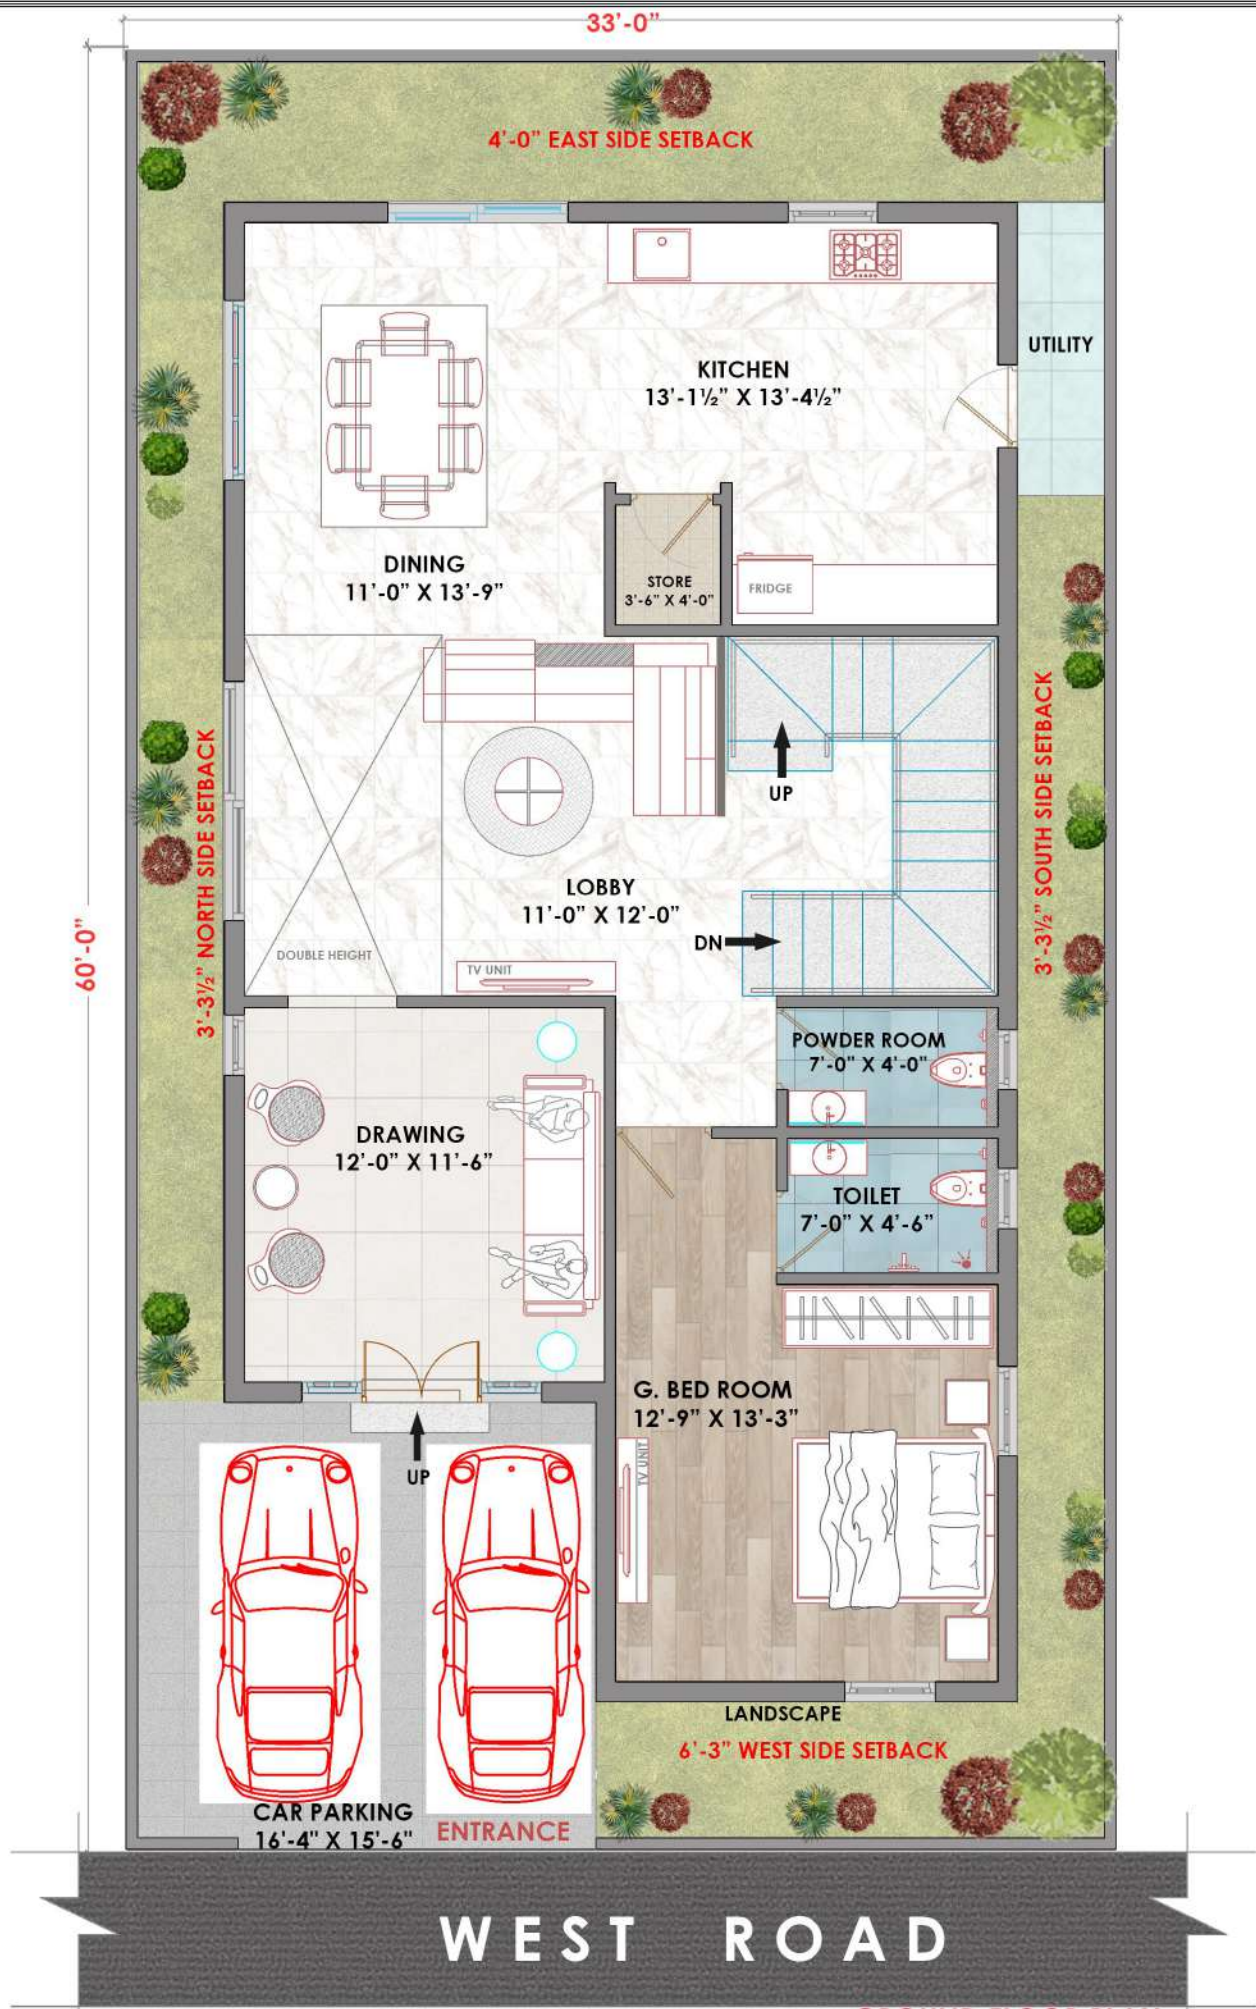 33'-0"
4'-0" EAST SIDE SETBACK
UTILITY
KITCHEN
13'-1½" X 13'-4½"
DINING
11'-0" X 13'-9"
STORE
3'-6" X 4'-0"
FRIDGE
UP
3'-3½" NORTH SIDE SETBACK
3'-3½" SOUTH SIDE SETBACK
60'-0"
LOBBY
11'-0" X 12'-0"
DN
DOUBLE HEIGHT
TV UNIT
POWDER ROOM
7'-0" X 4'-0"
DRAWING
12'-0" X 11'-6"
TOILET
7'-0" X 4'-6"
G. BED ROOM
12'-9" X 13'-3"
TV UNIT
UP
LANDSCAPE
6'-3" WEST SIDE SETBACK
CAR PARKING
16'-4" X 15'-6"
ENTRANCE
WEST ROAD